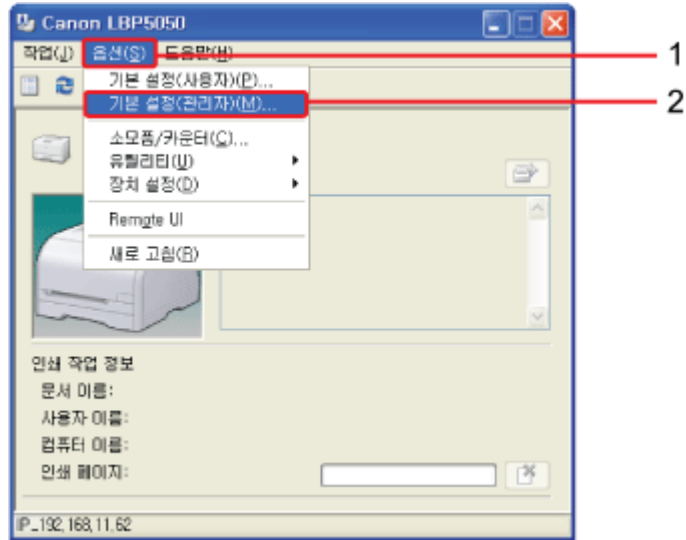 Canon LBP5050
작업(J) 옵션(S) 도움말(H)
1
기본 설정(사용자)(P)...
기본 설정(관리자)(M)...
2
소모품/카운터(C)...
유틸리티(U)
장치 설정(D)
Remote UI
새로 고침(R)
인쇄 작업 정보
문서 이름:
사용자 이름:
컴퓨터 이름:
인쇄 페이지:
IP_192,168,11,62